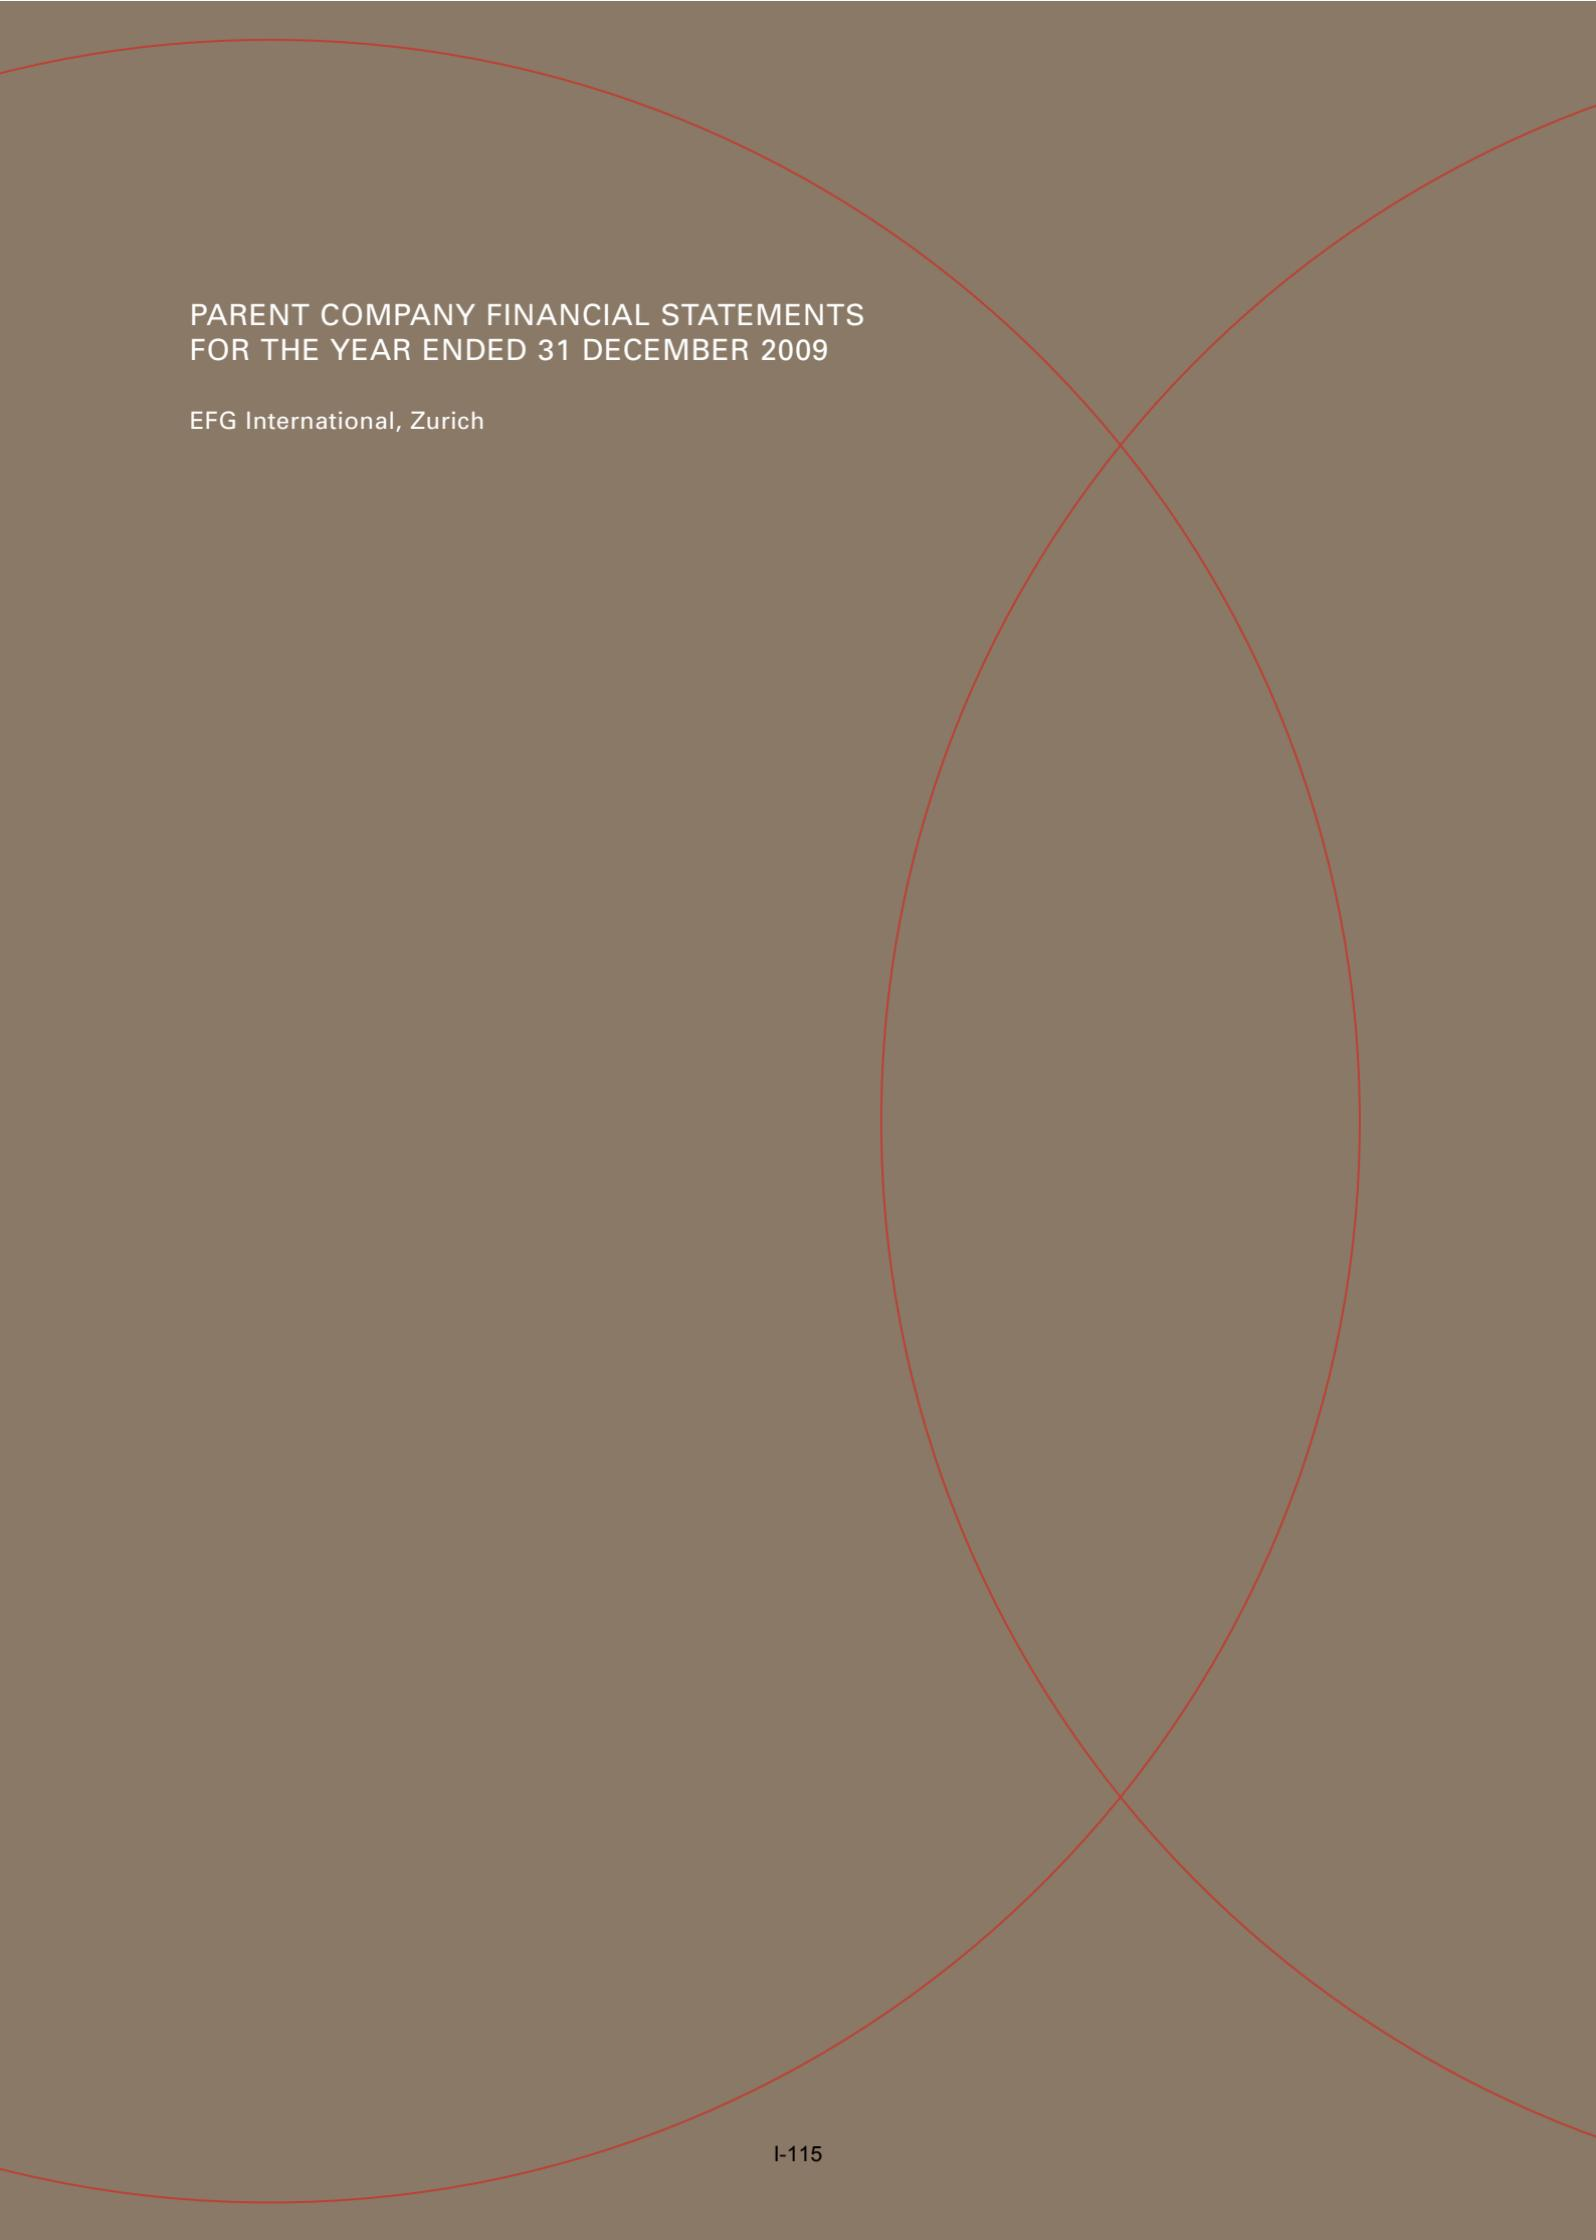 PARENT COMPANY FINANCIAL STATEMENTS
FOR THE YEAR ENDED 31 DECEMBER 2009
EFG International, Zurich
I-115